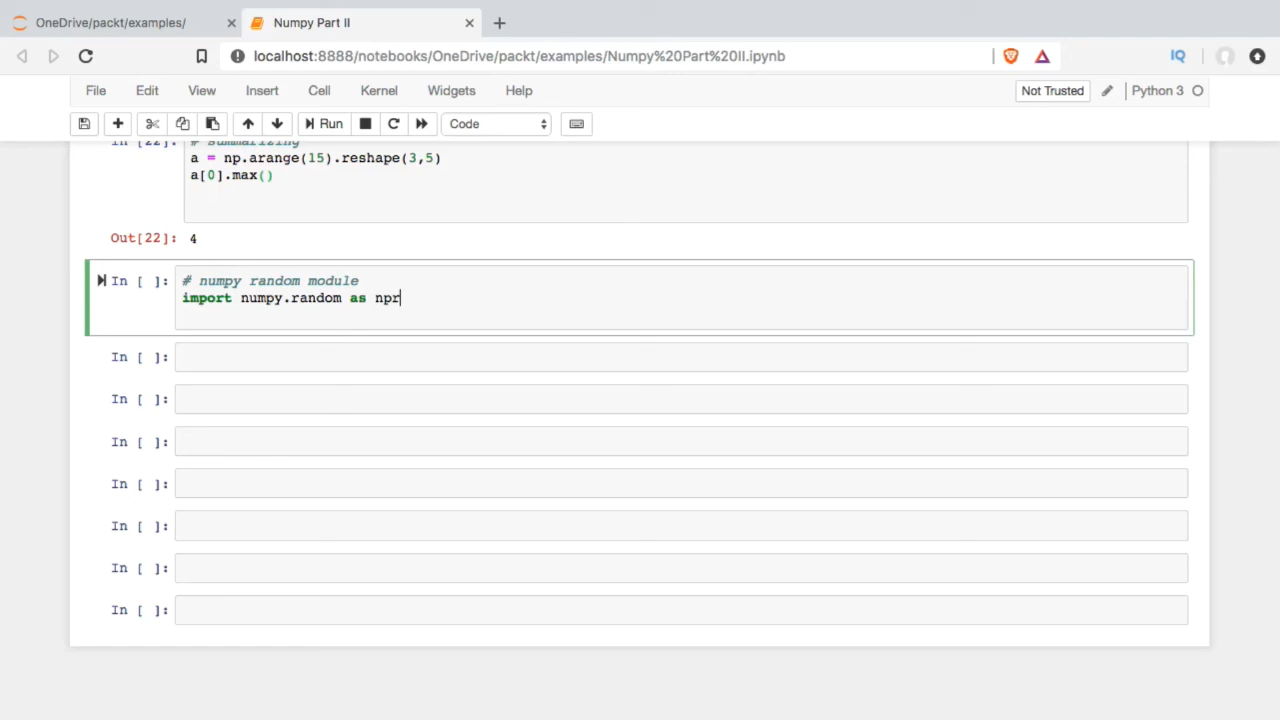 OneDrive/packt/examples/
Numpy Part II
localhost:8888/notebooks/OneDrive/packt/examples/Numpy%20Part%20II.ipynb
IQ
File Edit View Insert Cell Kernel Widgets Help
Not Trusted
Python 3
Run
Code
In [22]: # summarizing
a = np.arange(15).reshape(3,5)
a[0].max()
Out[22]: 4
In [ ]: # numpy random module
import numpy.random as npr
In [ ]:
In [ ]:
In [ ]:
In [ ]:
In [ ]:
In [ ]:
In [ ]: